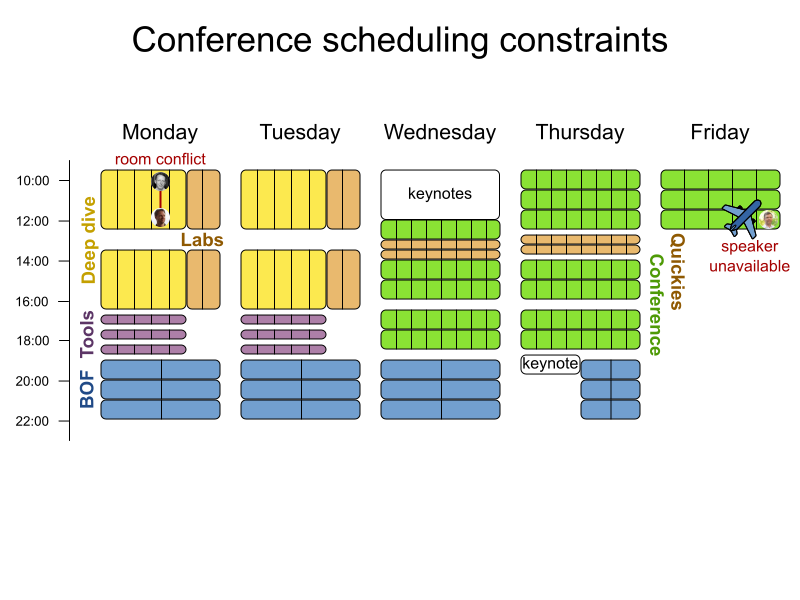 Conference scheduling constraints
Monday
Tuesday
Wednesday
Thursday
Friday
room conflict
10:00
12:00
14:00
16:00
18:00
20:00
22:00
Deep dive
Labs
Tools
BOF
keynotes
keynote
Quickies
Conference
speaker
unavailable